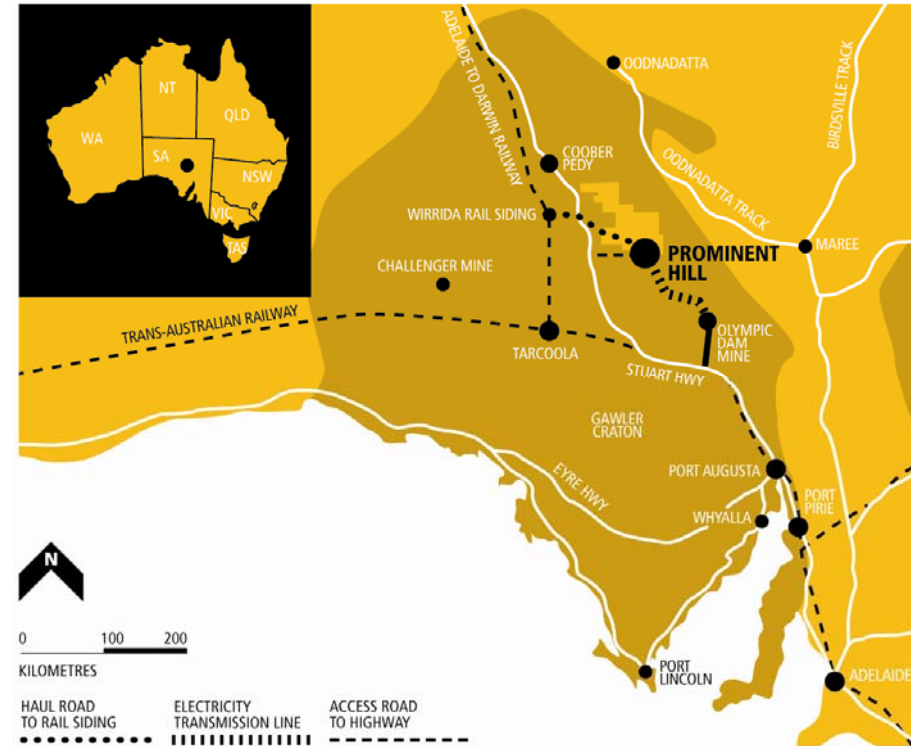 WA
NT
QLD
SA
NSW
VIC
TAS
ADELAIDE TO DARWIN RAILWAY
OODNADATTA
BIRDSVILLE TRACK
COOBER
PEDY
OODNADATTA TRACK
WIRRIDA RAIL SIDING
MAREE
PROMINENT
HILL
CHALLENGER MINE
TRANS-AUSTRALIAN RAILWAY
OLYMPIC
DAM
MINE
TARCOOLA
STUART HWY
GAWLER
CRATON
PORT AUGUSTA
EYRE HWY
PORT
PIRIE
WHYALLA
PORT
LINCOLN
ADELAIDE
N
0 100 200
KILOMETRES
HAUL ROAD
TO RAIL SIDING
ELECTRICITY
TRANSMISSION LINE
ACCESS ROAD
TO HIGHWAY